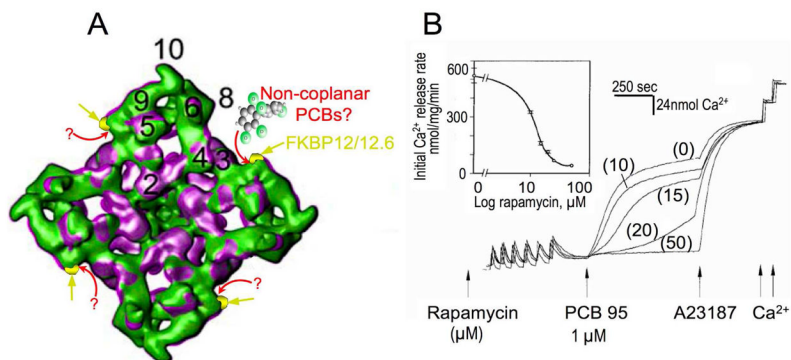 A
10
9
8
6
5
4
3
2
Non-coplanar
PCBs?
FKBP12/12.6
?
?
?
B
Initial Ca²⁺ release rate
nmol/mg/min
600
300
0
0
10
100
Log rapamycin, µM
250 sec
24nmol Ca²⁺
(0)
(10)
(15)
(20)
(50)
Rapamycin
(µM)
PCB 95
1 µM
A23187
Ca²⁺